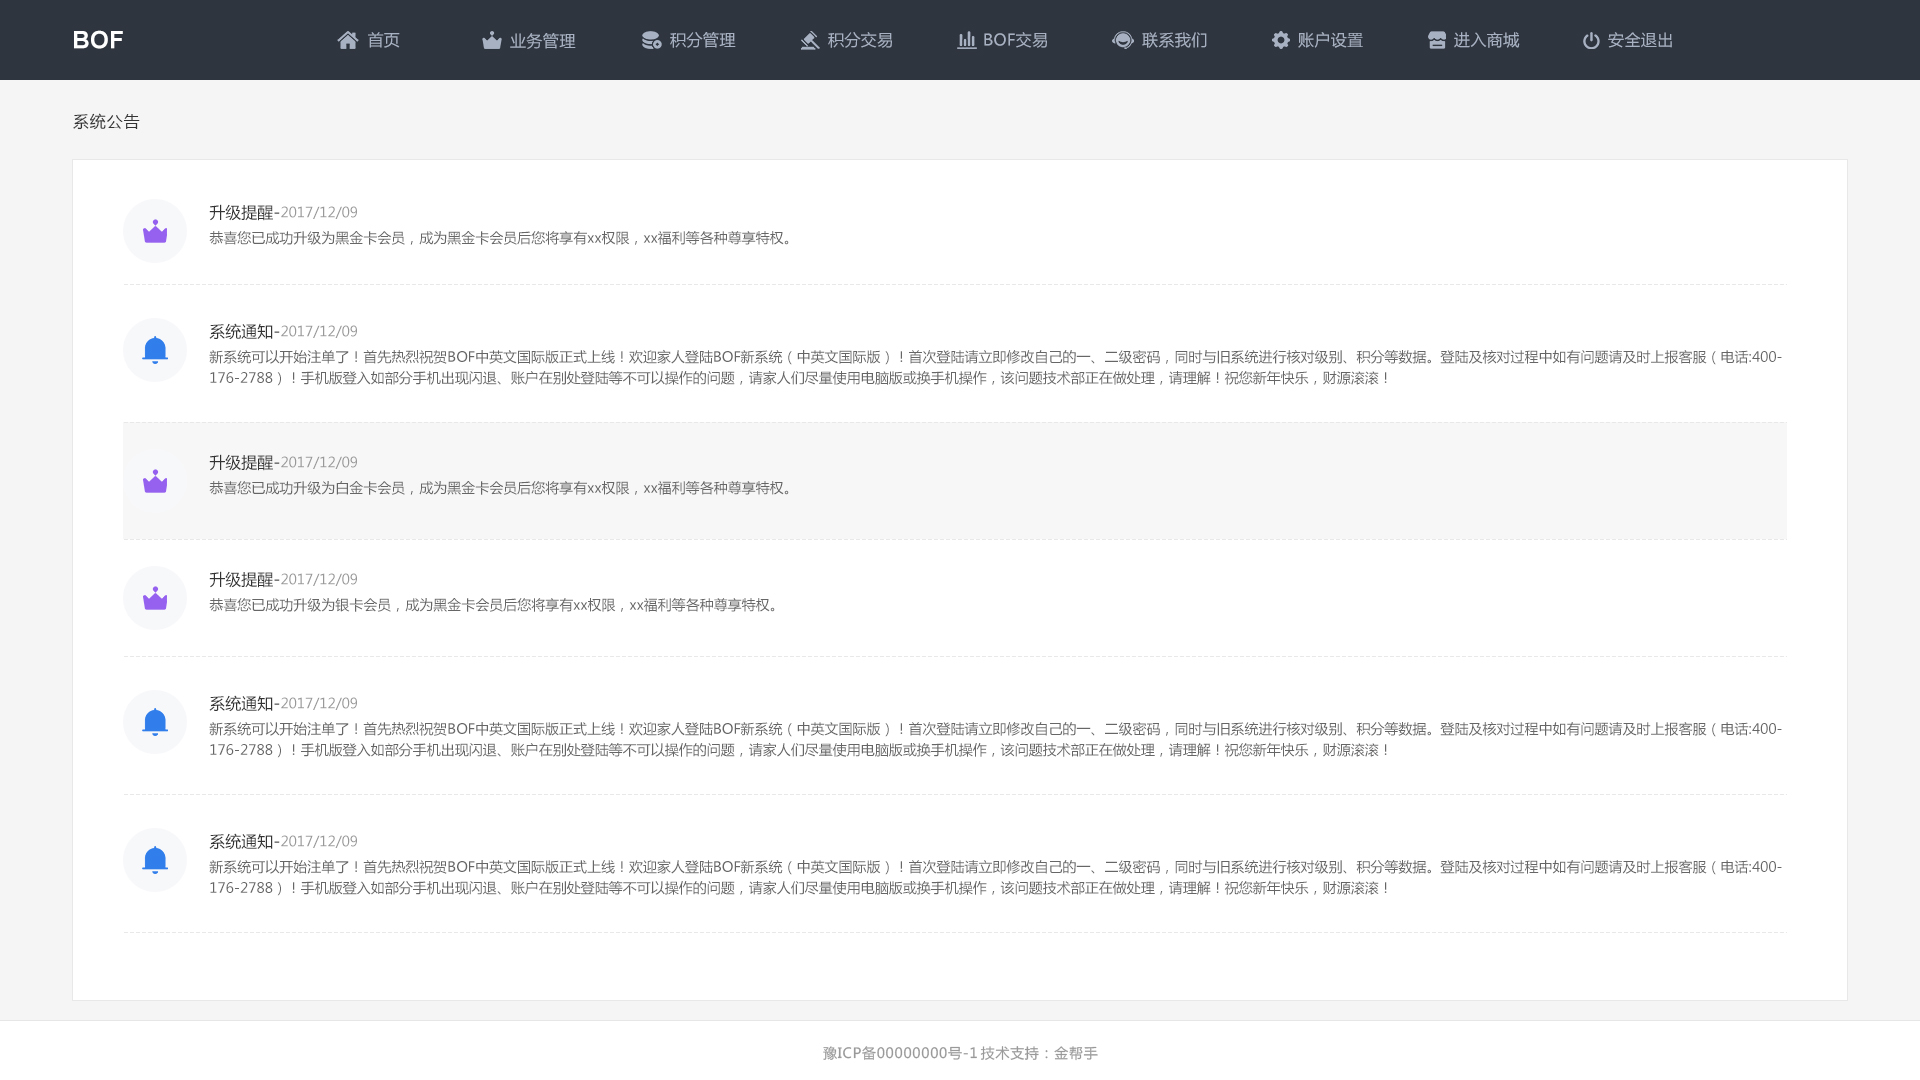 BOF 首页 业务管理 积分管理 积分交易 BOF交易 联系我们 账户设置 进入商城 安全退出
系统公告
升级提醒-2017/12/09
恭喜您已成功升级为黑金卡会员，成为黑金卡会员后您将享有xx权限，xx福利等各种尊享特权。
系统通知-2017/12/09
新系统可以开始注单了！首先热烈祝贺BOF中英文国际版正式上线！欢迎家人登陆BOF新系统（中英文国际版）！首次登陆请立即修改自己的一、二级密码，同时与旧系统进行核对级别、积分等数据。登陆及核对过程中如有问题请及时上报客服（电话:400-
176-2788）！手机版登入如部分手机出现闪退、账户在别处登陆等不可以操作的问题，请家人们尽量使用电脑版或换手机操作，该问题技术部正在做处理，请理解！祝您新年快乐，财源滚滚！
升级提醒-2017/12/09
恭喜您已成功升级为白金卡会员，成为黑金卡会员后您将享有xx权限，xx福利等各种尊享特权。
升级提醒-2017/12/09
恭喜您已成功升级为银卡会员，成为黑金卡会员后您将享有xx权限，xx福利等各种尊享特权。
系统通知-2017/12/09
新系统可以开始注单了！首先热烈祝贺BOF中英文国际版正式上线！欢迎家人登陆BOF新系统（中英文国际版）！首次登陆请立即修改自己的一、二级密码，同时与旧系统进行核对级别、积分等数据。登陆及核对过程中如有问题请及时上报客服（电话:400-
176-2788）！手机版登入如部分手机出现闪退、账户在别处登陆等不可以操作的问题，请家人们尽量使用电脑版或换手机操作，该问题技术部正在做处理，请理解！祝您新年快乐，财源滚滚！
系统通知-2017/12/09
新系统可以开始注单了！首先热烈祝贺BOF中英文国际版正式上线！欢迎家人登陆BOF新系统（中英文国际版）！首次登陆请立即修改自己的一、二级密码，同时与旧系统进行核对级别、积分等数据。登陆及核对过程中如有问题请及时上报客服（电话:400-
176-2788）！手机版登入如部分手机出现闪退、账户在别处登陆等不可以操作的问题，请家人们尽量使用电脑版或换手机操作，该问题技术部正在做处理，请理解！祝您新年快乐，财源滚滚！
豫ICP备00000000号-1 技术支持：金帮手